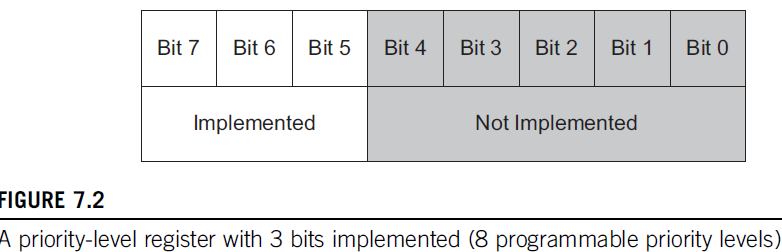 Bit 7 Bit 6 Bit 5 Bit 4 Bit 3 Bit 2 Bit 1 Bit 0
Implemented Not Implemented
FIGURE 7.2
A priority-level register with 3 bits implemented (8 programmable priority levels)